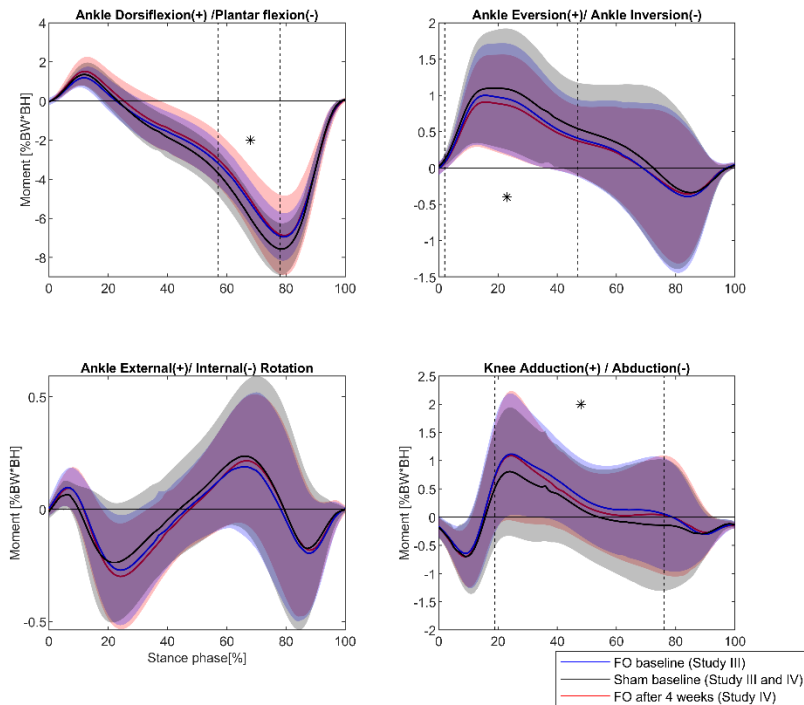 Ankle Dorsiflexion(+) /Plantar flexion(-)
4
2
0
-2
-4
-6
-8
Moment [%BW*BH]
0 20 40 60 80 100
*
Ankle Eversion(+)/ Ankle Inversion(-)
2
1.5
1
0.5
0
-0.5
-1
-1.5
0 20 40 60 80 100
*
Ankle External(+)/ Internal(-) Rotation
0.5
0
-0.5
Moment [%BW*BH]
0 20 40 60 80 100
Stance phase[%]
Knee Adduction(+) / Abduction(-)
2.5
2
1.5
1
0.5
0
-0.5
-1
-1.5
-2
Moment [%BW*BH]
0 20 40 60 80 100
*
FO baseline (Study III)
Sham baseline (Study III and IV)
FO after 4 weeks (Study IV)